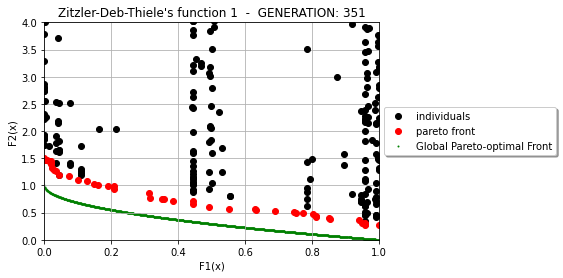 Zitzler-Deb-Thiele's function 1 - GENERATION: 351
4.0
3.5
3.0
2.5
2.0
1.5
1.0
0.5
0.0
F2(x)
0.0 0.2 0.4 0.6 0.8 1.0
F1(x)
individuals
pareto front
Global Pareto-optimal Front